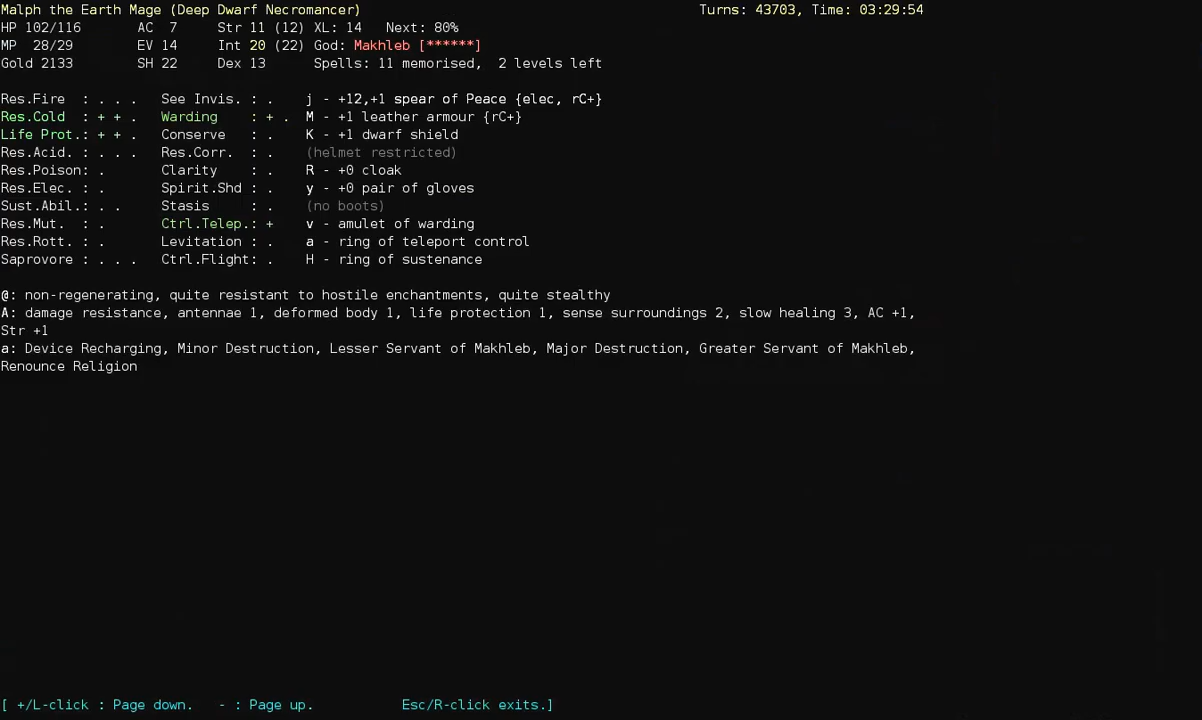 Malph the Earth Mage (Deep Dwarf Necromancer) Turns: 43703, Time: 03:29:54
HP 102/116 AC 7 Str 11 (12) XL: 14 Next: 80%
MP 28/29 EV 14 Int 20 (22) God: Makhleb [******]
Gold 2133 SH 22 Dex 13 Spells: 11 memorised, 2 levels left
Res.Fire : . . . See Invis. : . j - +12,+1 spear of Peace {elec, rC+}
Res.Cold : + + . Warding : + . M - +1 leather armour {rC+}
Life Prot.: + + . Conserve : . K - +1 dwarf shield
Res.Acid. : . . . Res.Corr. : . (helmet restricted)
Res.Poison: . Clarity : . R - +0 cloak
Res.Elec. : . Spirit.Shd : . y - +0 pair of gloves
Sust.Abil.: . . Stasis : . (no boots)
Res.Mut. : . Ctrl.Telep.: + v - amulet of warding
Res.Rott. : . Levitation : . a - ring of teleport control
Saprovore : . . . Ctrl.Flight: . H - ring of sustenance
@: non-regenerating, quite resistant to hostile enchantments, quite stealthy
A: damage resistance, antennae 1, deformed body 1, life protection 1, sense surroundings 2, slow healing 3, AC +1,
Str +1
a: Device Recharging, Minor Destruction, Lesser Servant of Makhleb, Major Destruction, Greater Servant of Makhleb,
Renounce Religion
[ +/L-click : Page down. - : Page up. Esc/R-click exits.]